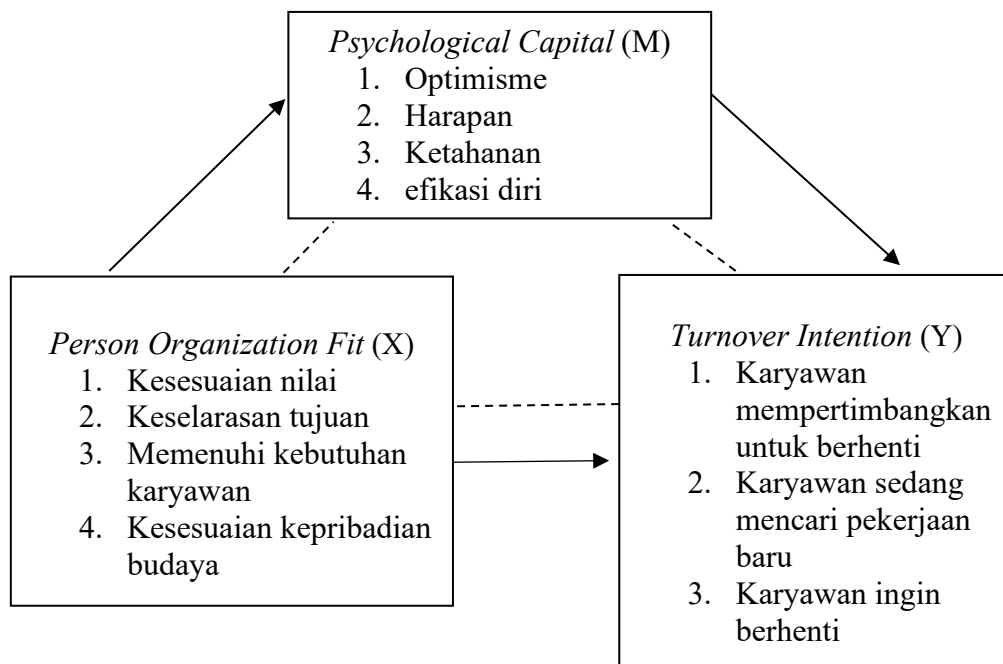 Psychological Capital (M)
1. Optimisme
2. Harapan
3. Ketahanan
4. efikasi diri
Person Organization Fit (X)
1. Kesesuaian nilai
2. Keselarasan tujuan
3. Memenuhi kebutuhan
karyawan
4. Kesesuaian kepribadian
budaya
Turnover Intention (Y)
1. Karyawan
mempertimbangkan
untuk berhenti
2. Karyawan sedang
mencari pekerjaan
baru
3. Karyawan ingin
berhenti